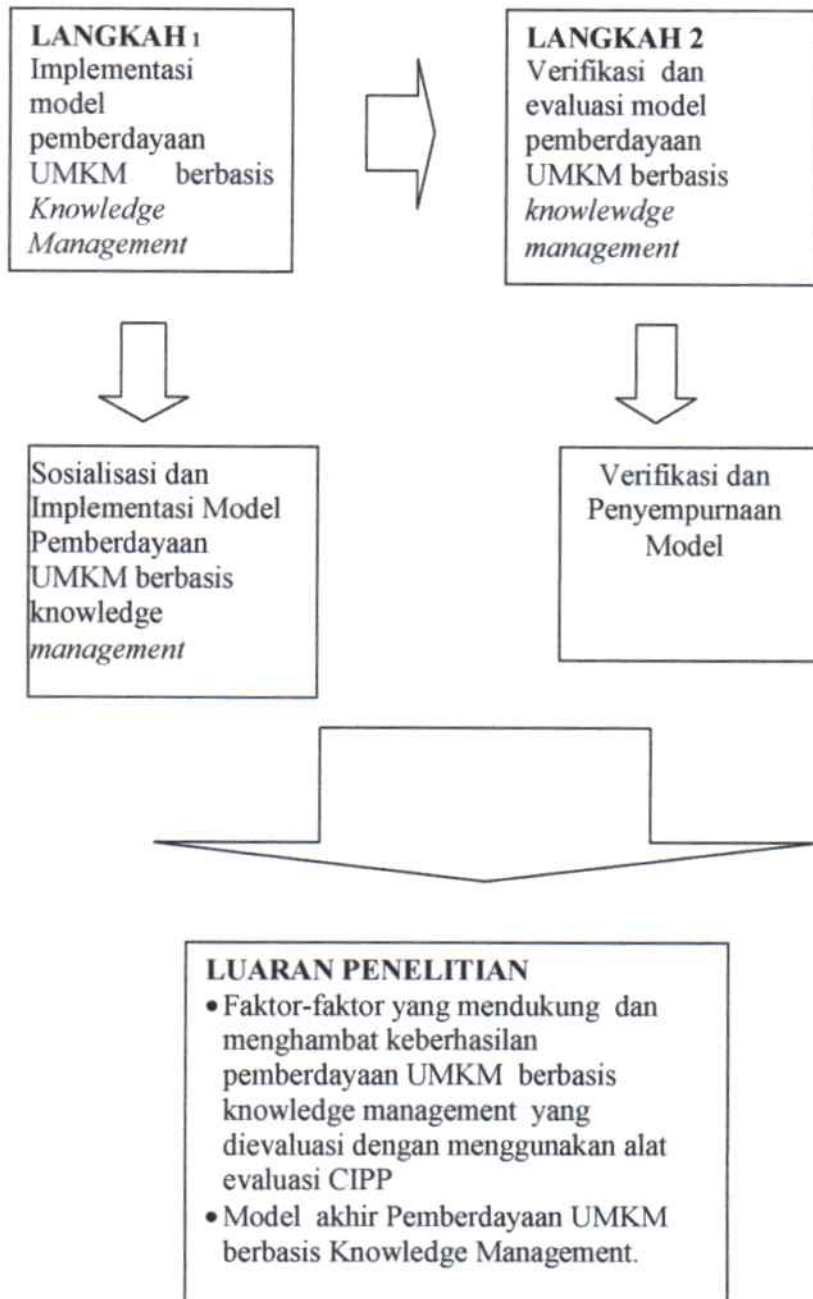 LANGKAH 1
Implementasi
model
pemberdayaan
UMKM berbasis
Knowledge
Management
LANGKAH 2
Verifikasi dan
evaluasi model
pemberdayaan
UMKM berbasis
knowlewdge
management
Sosialisasi dan
Implementasi Model
Pemberdayaan
UMKM berbasis
knowledge
management
Verifikasi dan
Penyempurnaan
Model
LUARAN PENELITIAN
• Faktor-faktor yang mendukung dan
menghambat keberhasilan
pemberdayaan UMKM berbasis
knowledge management yang
dievaluasi dengan menggunakan alat
evaluasi CIPP
• Model akhir Pemberdayaan UMKM
berbasis Knowledge Management.